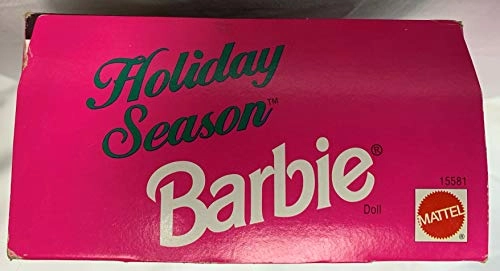 Holiday
Season™
Barbie®
Doll
15581
MATTEL
®